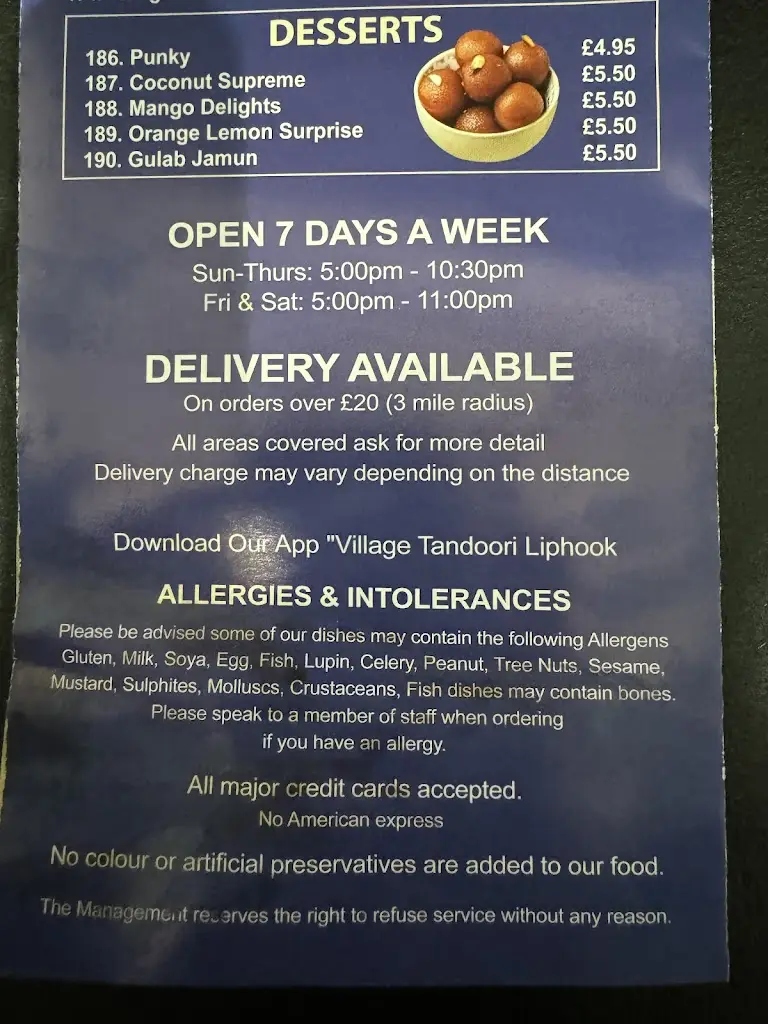 DESSERTS
186. Punky £4.95
187. Coconut Supreme £5.50
188. Mango Delights £5.50
189. Orange Lemon Surprise £5.50
190. Gulab Jamun £5.50
OPEN 7 DAYS A WEEK
Sun-Thurs: 5:00pm - 10:30pm
Fri & Sat: 5:00pm - 11:00pm
DELIVERY AVAILABLE
On orders over £20 (3 mile radius)
All areas covered ask for more detail
Delivery charge may vary depending on the distance
Download Our App "Village Tandoori Liphook
ALLERGIES & INTOLERANCES
Please be advised some of our dishes may contain the following Allergens
Gluten, Milk, Soya, Egg, Fish, Lupin, Celery, Peanut, Tree Nuts, Sesame,
Mustard, Sulphites, Molluscs, Crustaceans, Fish dishes may contain bones.
Please speak to a member of staff when ordering
if you have an allergy.
All major credit cards accepted.
No American express
No colour or artificial preservatives are added to our food.
The Management reserves the right to refuse service without any reason.